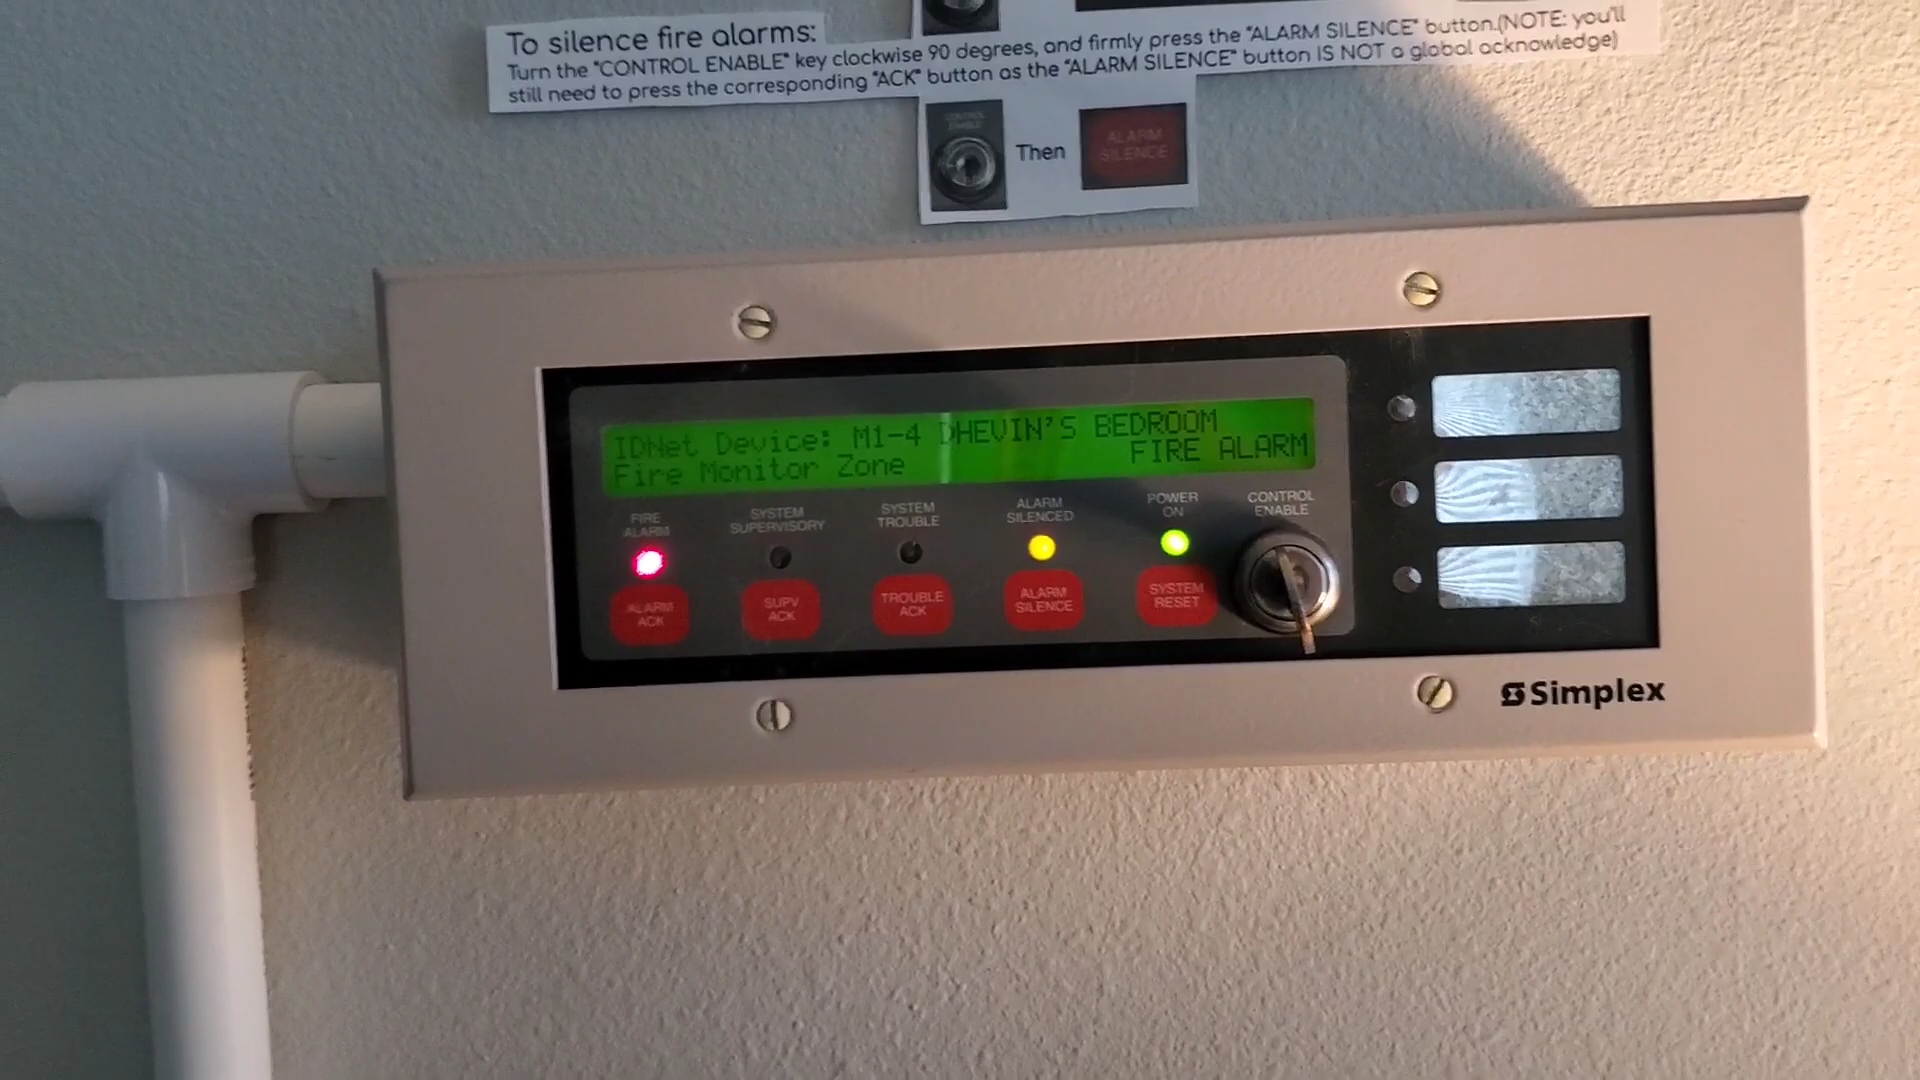 To silence fire alarms:
Turn the "CONTROL ENABLE" key clockwise 90 degrees, and firmly press the "ALARM SILENCE" button.(NOTE: you'll
still need to press the corresponding "ACK" button as the "ALARM SILENCE" button IS NOT a global acknowledge)
CONTROL
ENABLE
Then
ALARM
SILENCE
IDNet Device: M1-4 DHEVIN'S BEDROOM
Fire Monitor Zone FIRE ALARM
FIRE
ALARM
SYSTEM
SUPERVISORY
SYSTEM
TROUBLE
ALARM
SILENCED
POWER
ON
CONTROL
ENABLE
ALARM
ACK
SUPV
ACK
TROUBLE
ACK
ALARM
SILENCE
SYSTEM
RESET
Simplex